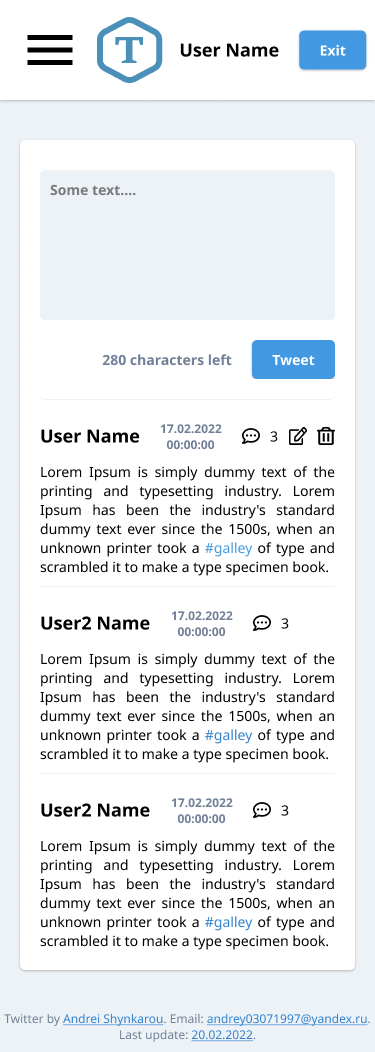 T
User Name
Exit
Some text....
280 characters left
Tweet
User Name
17.02.2022
00:00:00
3
Lorem Ipsum is simply dummy text of the
printing and typesetting industry. Lorem
Ipsum has been the industry's standard
dummy text ever since the 1500s, when an
unknown printer took a #galley of type and
scrambled it to make a type specimen book.
User2 Name
17.02.2022
00:00:00
3
Lorem Ipsum is simply dummy text of the
printing and typesetting industry. Lorem
Ipsum has been the industry's standard
dummy text ever since the 1500s, when an
unknown printer took a #galley of type and
scrambled it to make a type specimen book.
User2 Name
17.02.2022
00:00:00
3
Lorem Ipsum is simply dummy text of the
printing and typesetting industry. Lorem
Ipsum has been the industry's standard
dummy text ever since the 1500s, when an
unknown printer took a #galley of type and
scrambled it to make a type specimen book.
Twitter by Andrei Shynkarou. Email: andrey03071997@yandex.ru.
Last update: 20.02.2022.